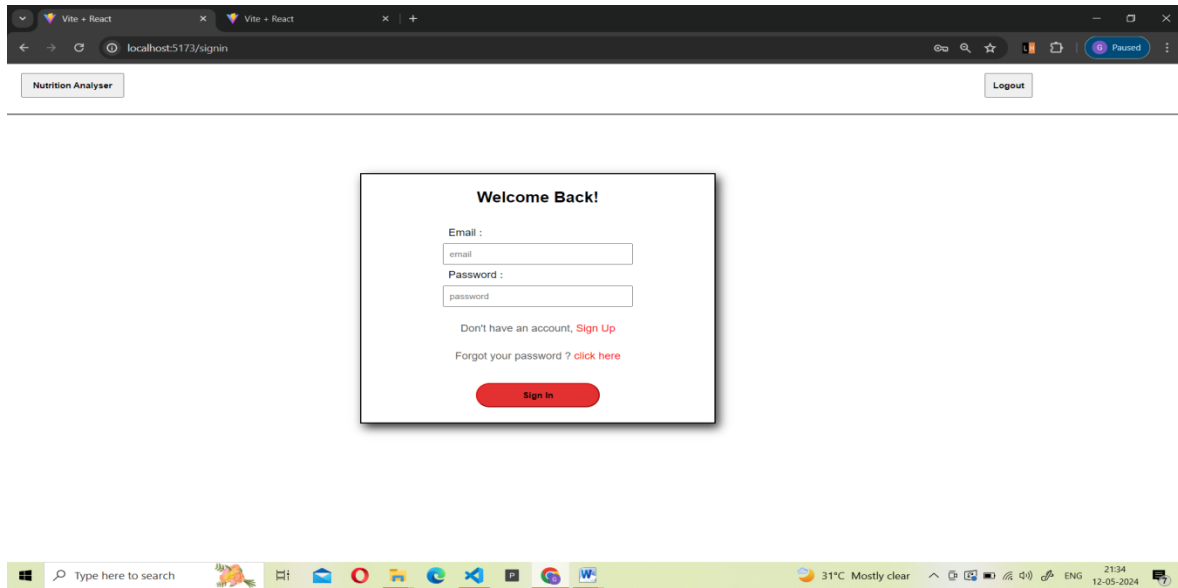 Vite + React
Vite + React
localhost:5173/signin
G Paused
Nutrition Analyser
Logout
Welcome Back!
Email :
email
Password :
password
Don't have an account, Sign Up
Forgot your password ? click here
Sign In
Type here to search
31°C Mostly clear
ENG
21:34
12-05-2024